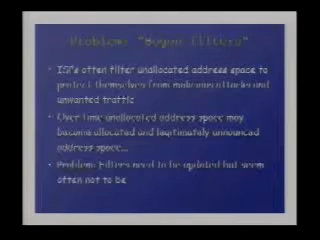 Problem: "Bogon Filters"
• ISP's often filter unallocated address space to
protect themselves from malicious attacks and
unwanted traffic
• Over time unallocated address space may
become allocated and legitimately announced
address space...
• Problem: Filters need to be updated but seem
often not to be